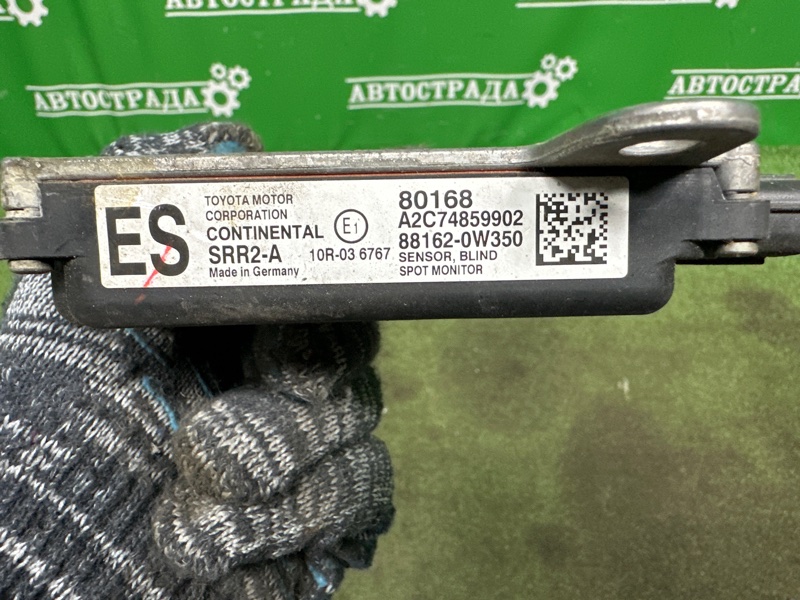 АВТОСТРАДА
АВТОСТРАДА
АВТОСТРАДА
АВТОСТРАДА
ES
TOYOTA MOTOR
CORPORATION
CONTINENTAL E1
SRR2-A 10R-03 6767
Made in Germany
80168
A2C74859902
88162-0W350
SENSOR, BLIND
SPOT MONITOR